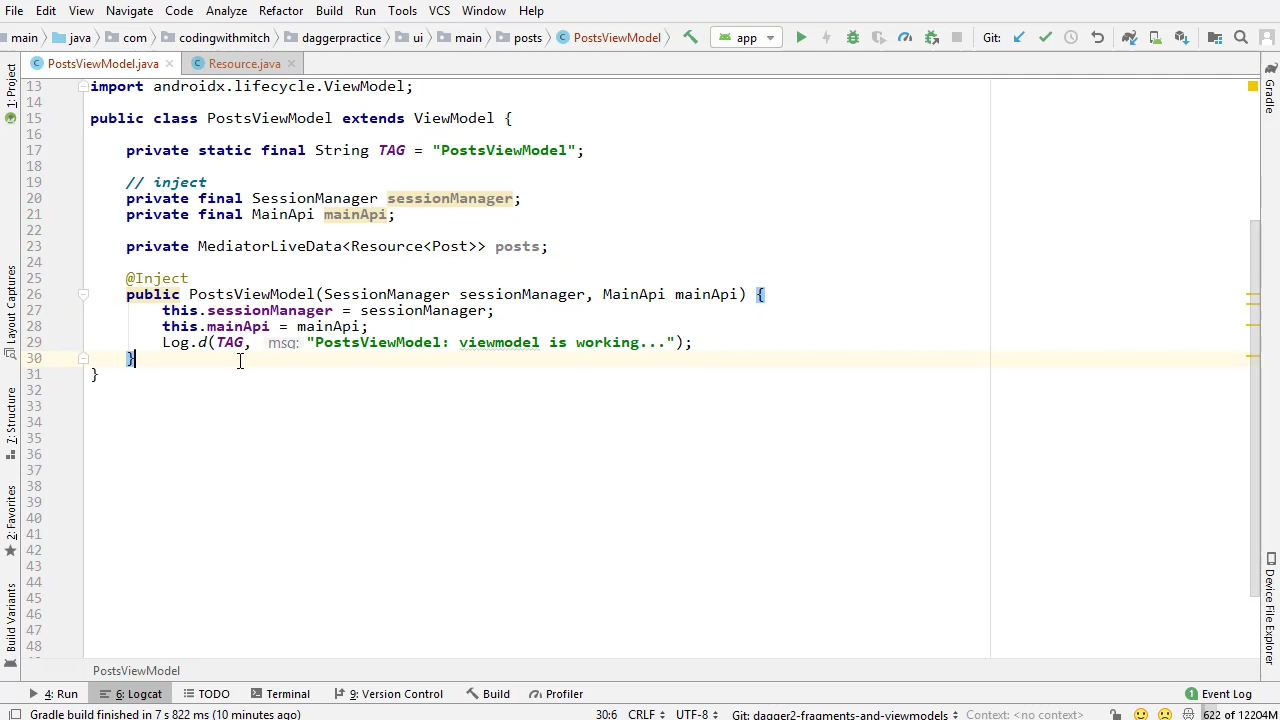 File Edit View Navigate Code Analyze Refactor Build Run Tools VCS Window Help
main java com codingwithmitch daggerpractice ui main posts PostsViewModel app Git:
PostsViewModel.java Resource.java
1: Project
Layout Captures
7: Structure
2: Favorites
Build Variants
13 import androidx.lifecycle.ViewModel;
14
15 public class PostsViewModel extends ViewModel {
16
17 private static final String TAG = "PostsViewModel";
18
19 // inject
20 private final SessionManager sessionManager;
21 private final MainApi mainApi;
22
23 private MediatorLiveData<Resource<Post>> posts;
24
25 @Inject
26 public PostsViewModel(SessionManager sessionManager, MainApi mainApi) {
27 this.sessionManager = sessionManager;
28 this.mainApi = mainApi;
29 Log.d(TAG, msg: "PostsViewModel: viewmodel is working...");
30 }
31 }
32
33
34
35
36
37
38
39
40
41
42
43
44
45
46
47
48
Gradle
Device File Explorer
PostsViewModel
4: Run 6: Logcat TODO Terminal 9: Version Control Build Profiler 1 Event Log
Gradle build finished in 7 s 822 ms (10 minutes ago) 30:6 CRLF UTF-8 Git: dagger2-fragments-and-viewmodels Context: <no context> 622 of 12204M